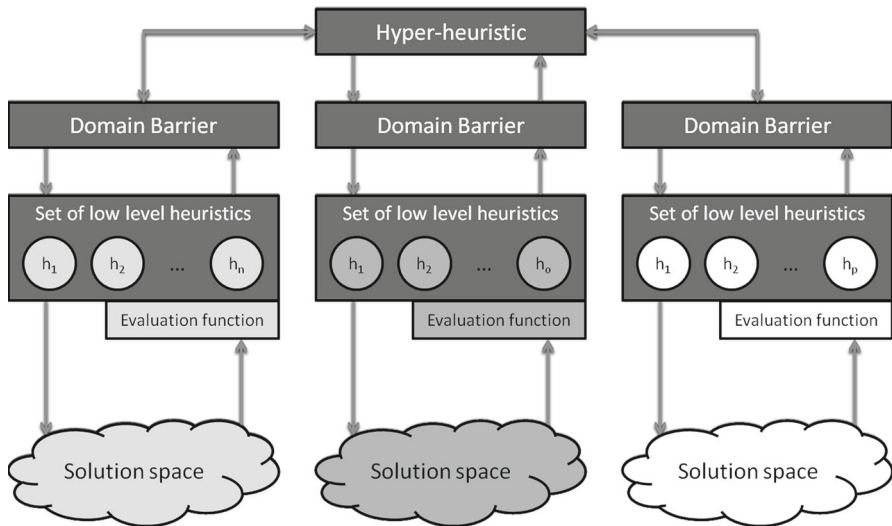 Hyper-heuristic
Domain Barrier
Domain Barrier
Domain Barrier
Set of low level heuristics
h₁ h₂ ... hₙ
Evaluation function
Set of low level heuristics
h₁ h₂ ... hₒ
Evaluation function
Set of low level heuristics
h₁ h₂ ... hₚ
Evaluation function
Solution space
Solution space
Solution space